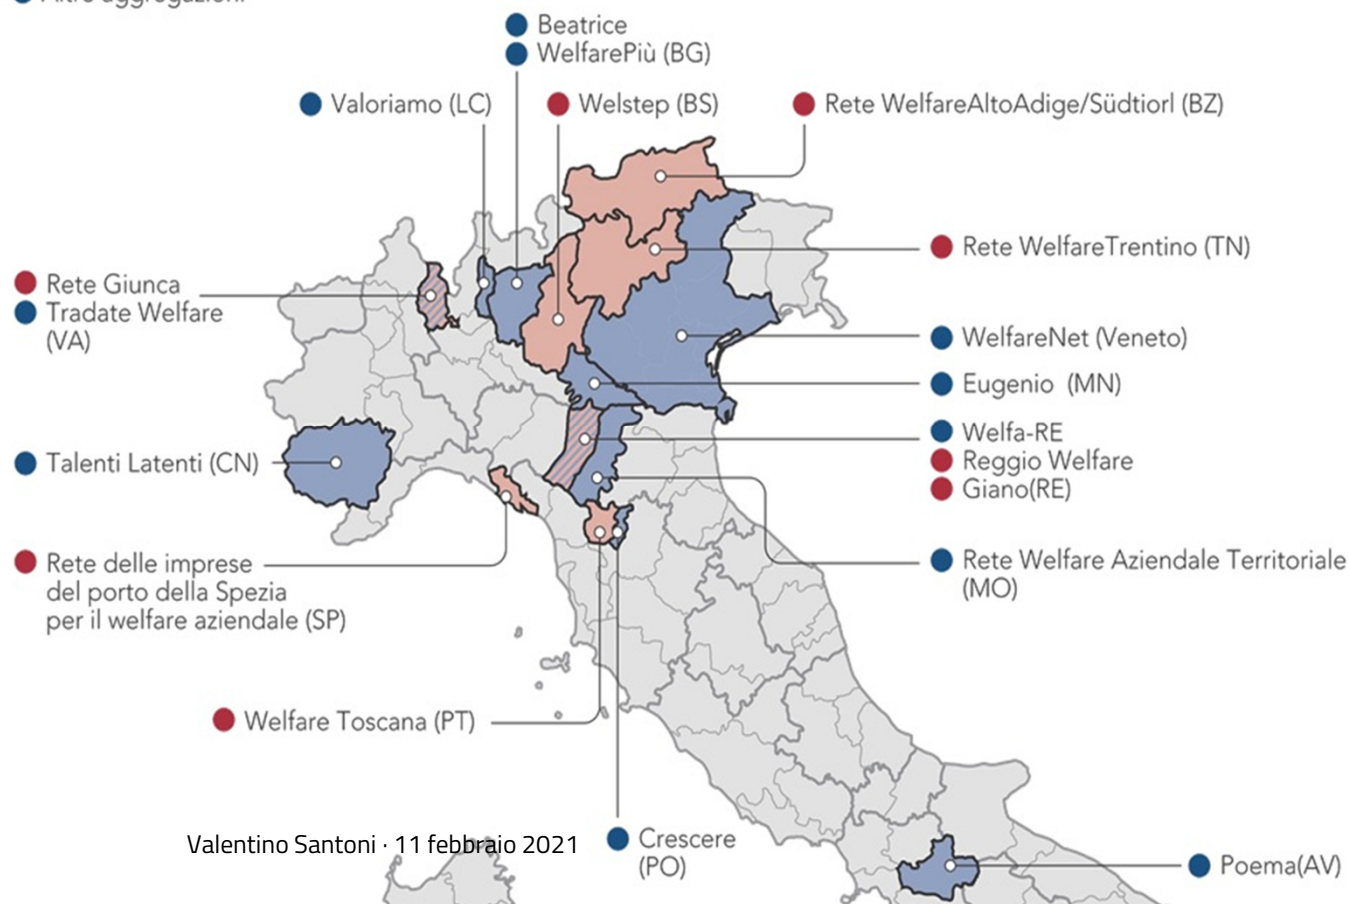 Altre aggregazioni
Beatrice
WelfarePiù (BG)
Valoriamo (LC)
Welstep (BS)
Rete WelfareAltoAdige/Südtiorl (BZ)
Rete WelfareTrentino (TN)
Rete Giunca
Tradate Welfare
(VA)
WelfareNet (Veneto)
Eugenio (MN)
Welfa-RE
Reggio Welfare
Giano(RE)
Talenti Latenti (CN)
Rete Welfare Aziendale Territoriale
(MO)
Rete delle imprese
del porto della Spezia
per il welfare aziendale (SP)
Welfare Toscana (PT)
Crescere
(PO)
Valentino Santoni · 11 febbraio 2021
Poema(AV)